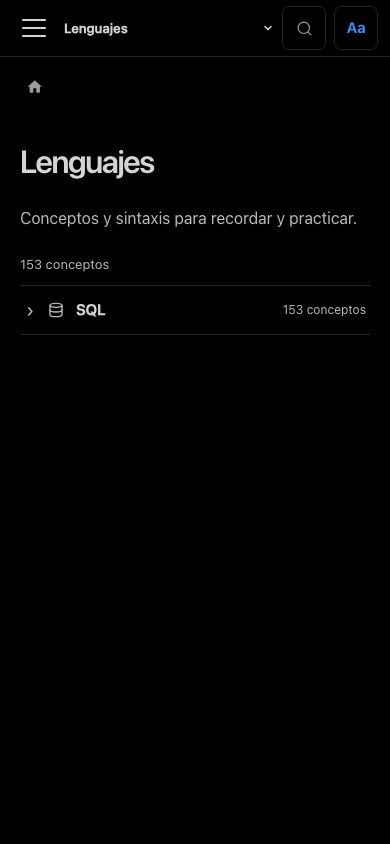 Lenguajes
Aa
Lenguajes
Conceptos y sintaxis para recordar y practicar.
153 conceptos
SQL 153 conceptos